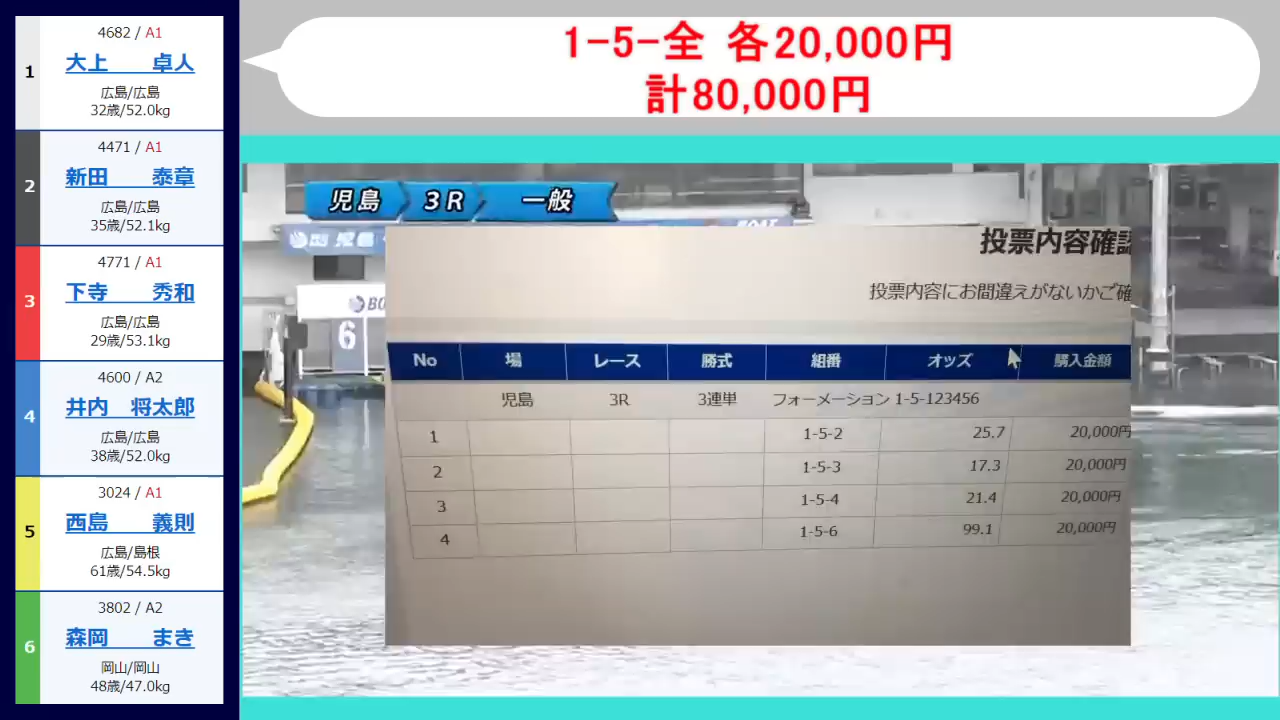 1
4682 / A1
大上 卓人
広島/広島
32歳/52.0kg
2
4471 / A1
新田 泰章
広島/広島
35歳/52.1kg
3
4771 / A1
下寺 秀和
広島/広島
29歳/53.1kg
4
4600 / A2
井内 将太郎
広島/広島
38歳/52.0kg
5
3024 / A1
西島 義則
広島/島根
61歳/54.5kg
6
3802 / A2
森岡 まき
岡山/岡山
48歳/47.0kg
1-5-全 各20,000円
計80,000円
児島 3R 一般
BOAT
児島
BO
6
投票内容確認
投票内容にお間違えがないかご確
No 場 レース 勝式 組番 オッズ 購入金額
児島 3R 3連単 フォーメーション 1-5-123456
1 1-5-2 25.7 20,000円
2 1-5-3 17.3 20,000円
3 1-5-4 21.4 20,000円
4 1-5-6 99.1 20,000円